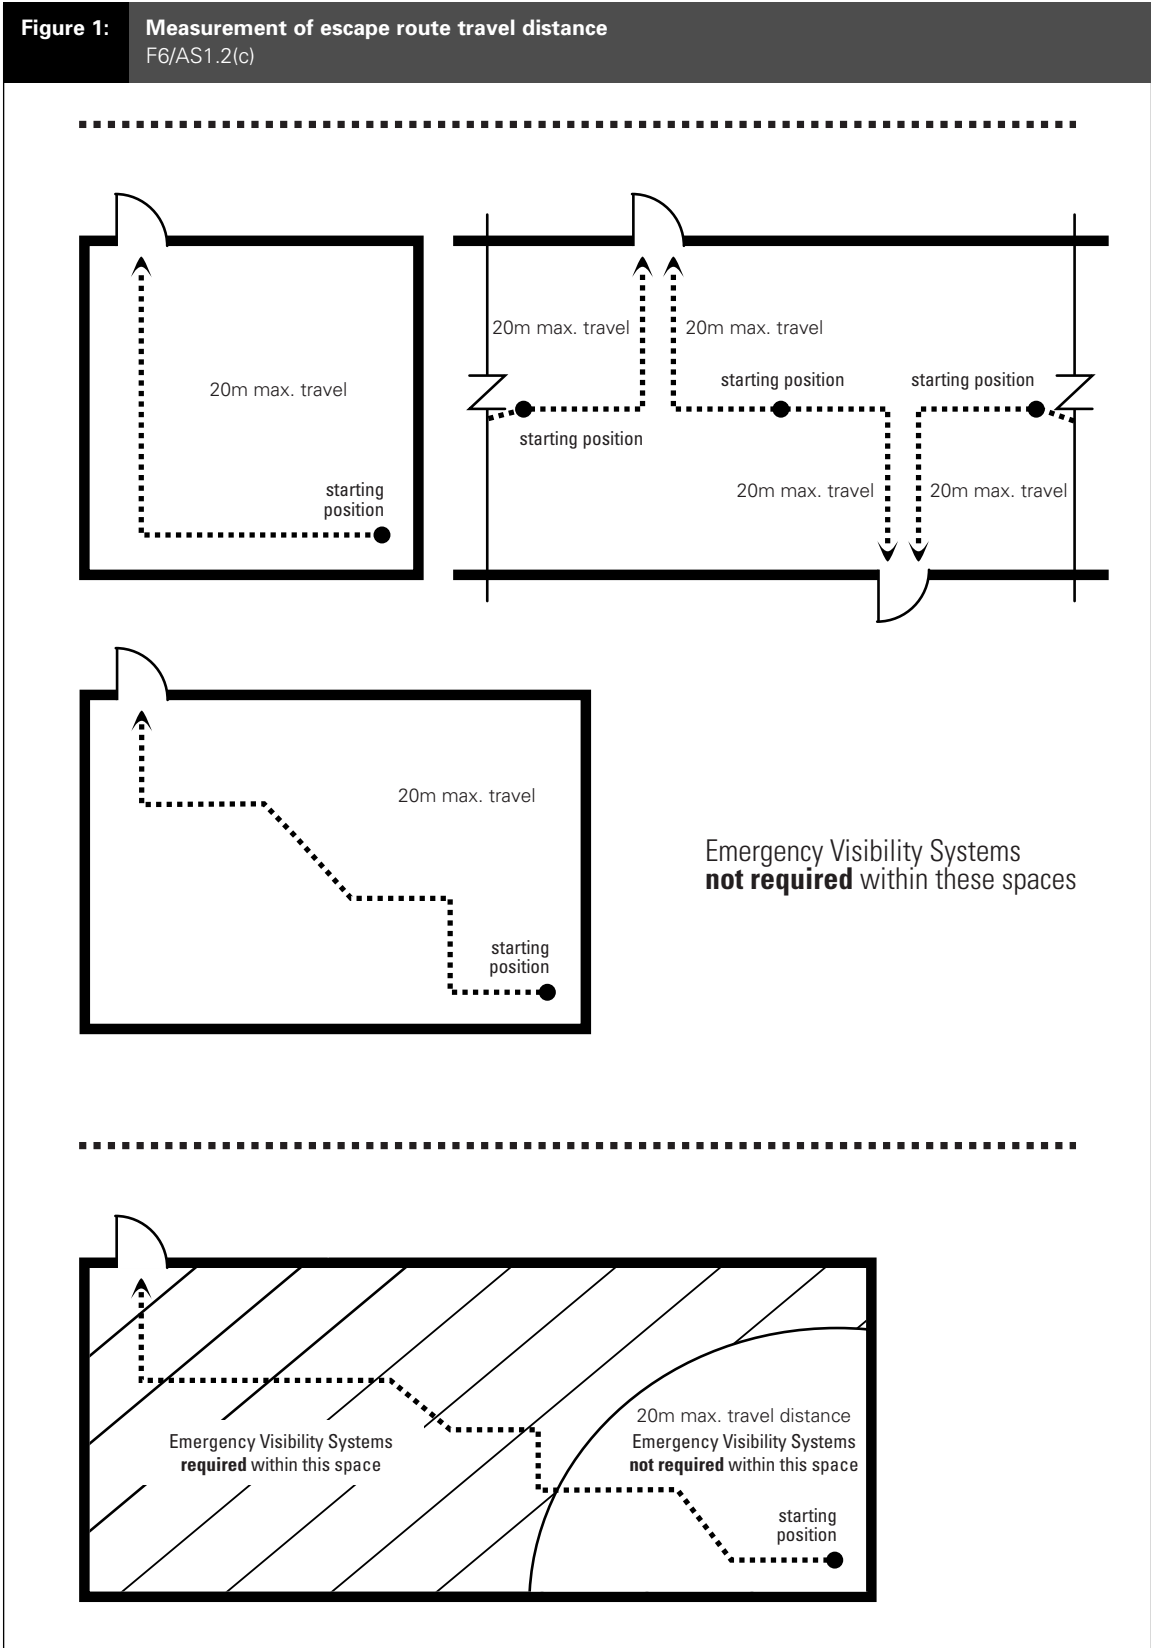 Figure 1:
Measurement of escape route travel distance
F6/AS1.2(c)
20m max. travel
starting
position
20m max. travel
20m max. travel
starting position
starting position
starting position
20m max. travel
20m max. travel
20m max. travel
starting
position
Emergency Visibility Systems
not required within these spaces
Emergency Visibility Systems
required within this space
20m max. travel distance
Emergency Visibility Systems
not required within this space
starting
position